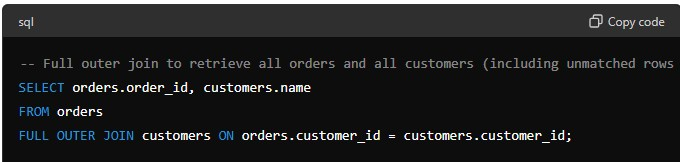 sql
Copy code
-- Full outer join to retrieve all orders and all customers (including unmatched rows
SELECT orders.order_id, customers.name
FROM orders
FULL OUTER JOIN customers ON orders.customer_id = customers.customer_id;